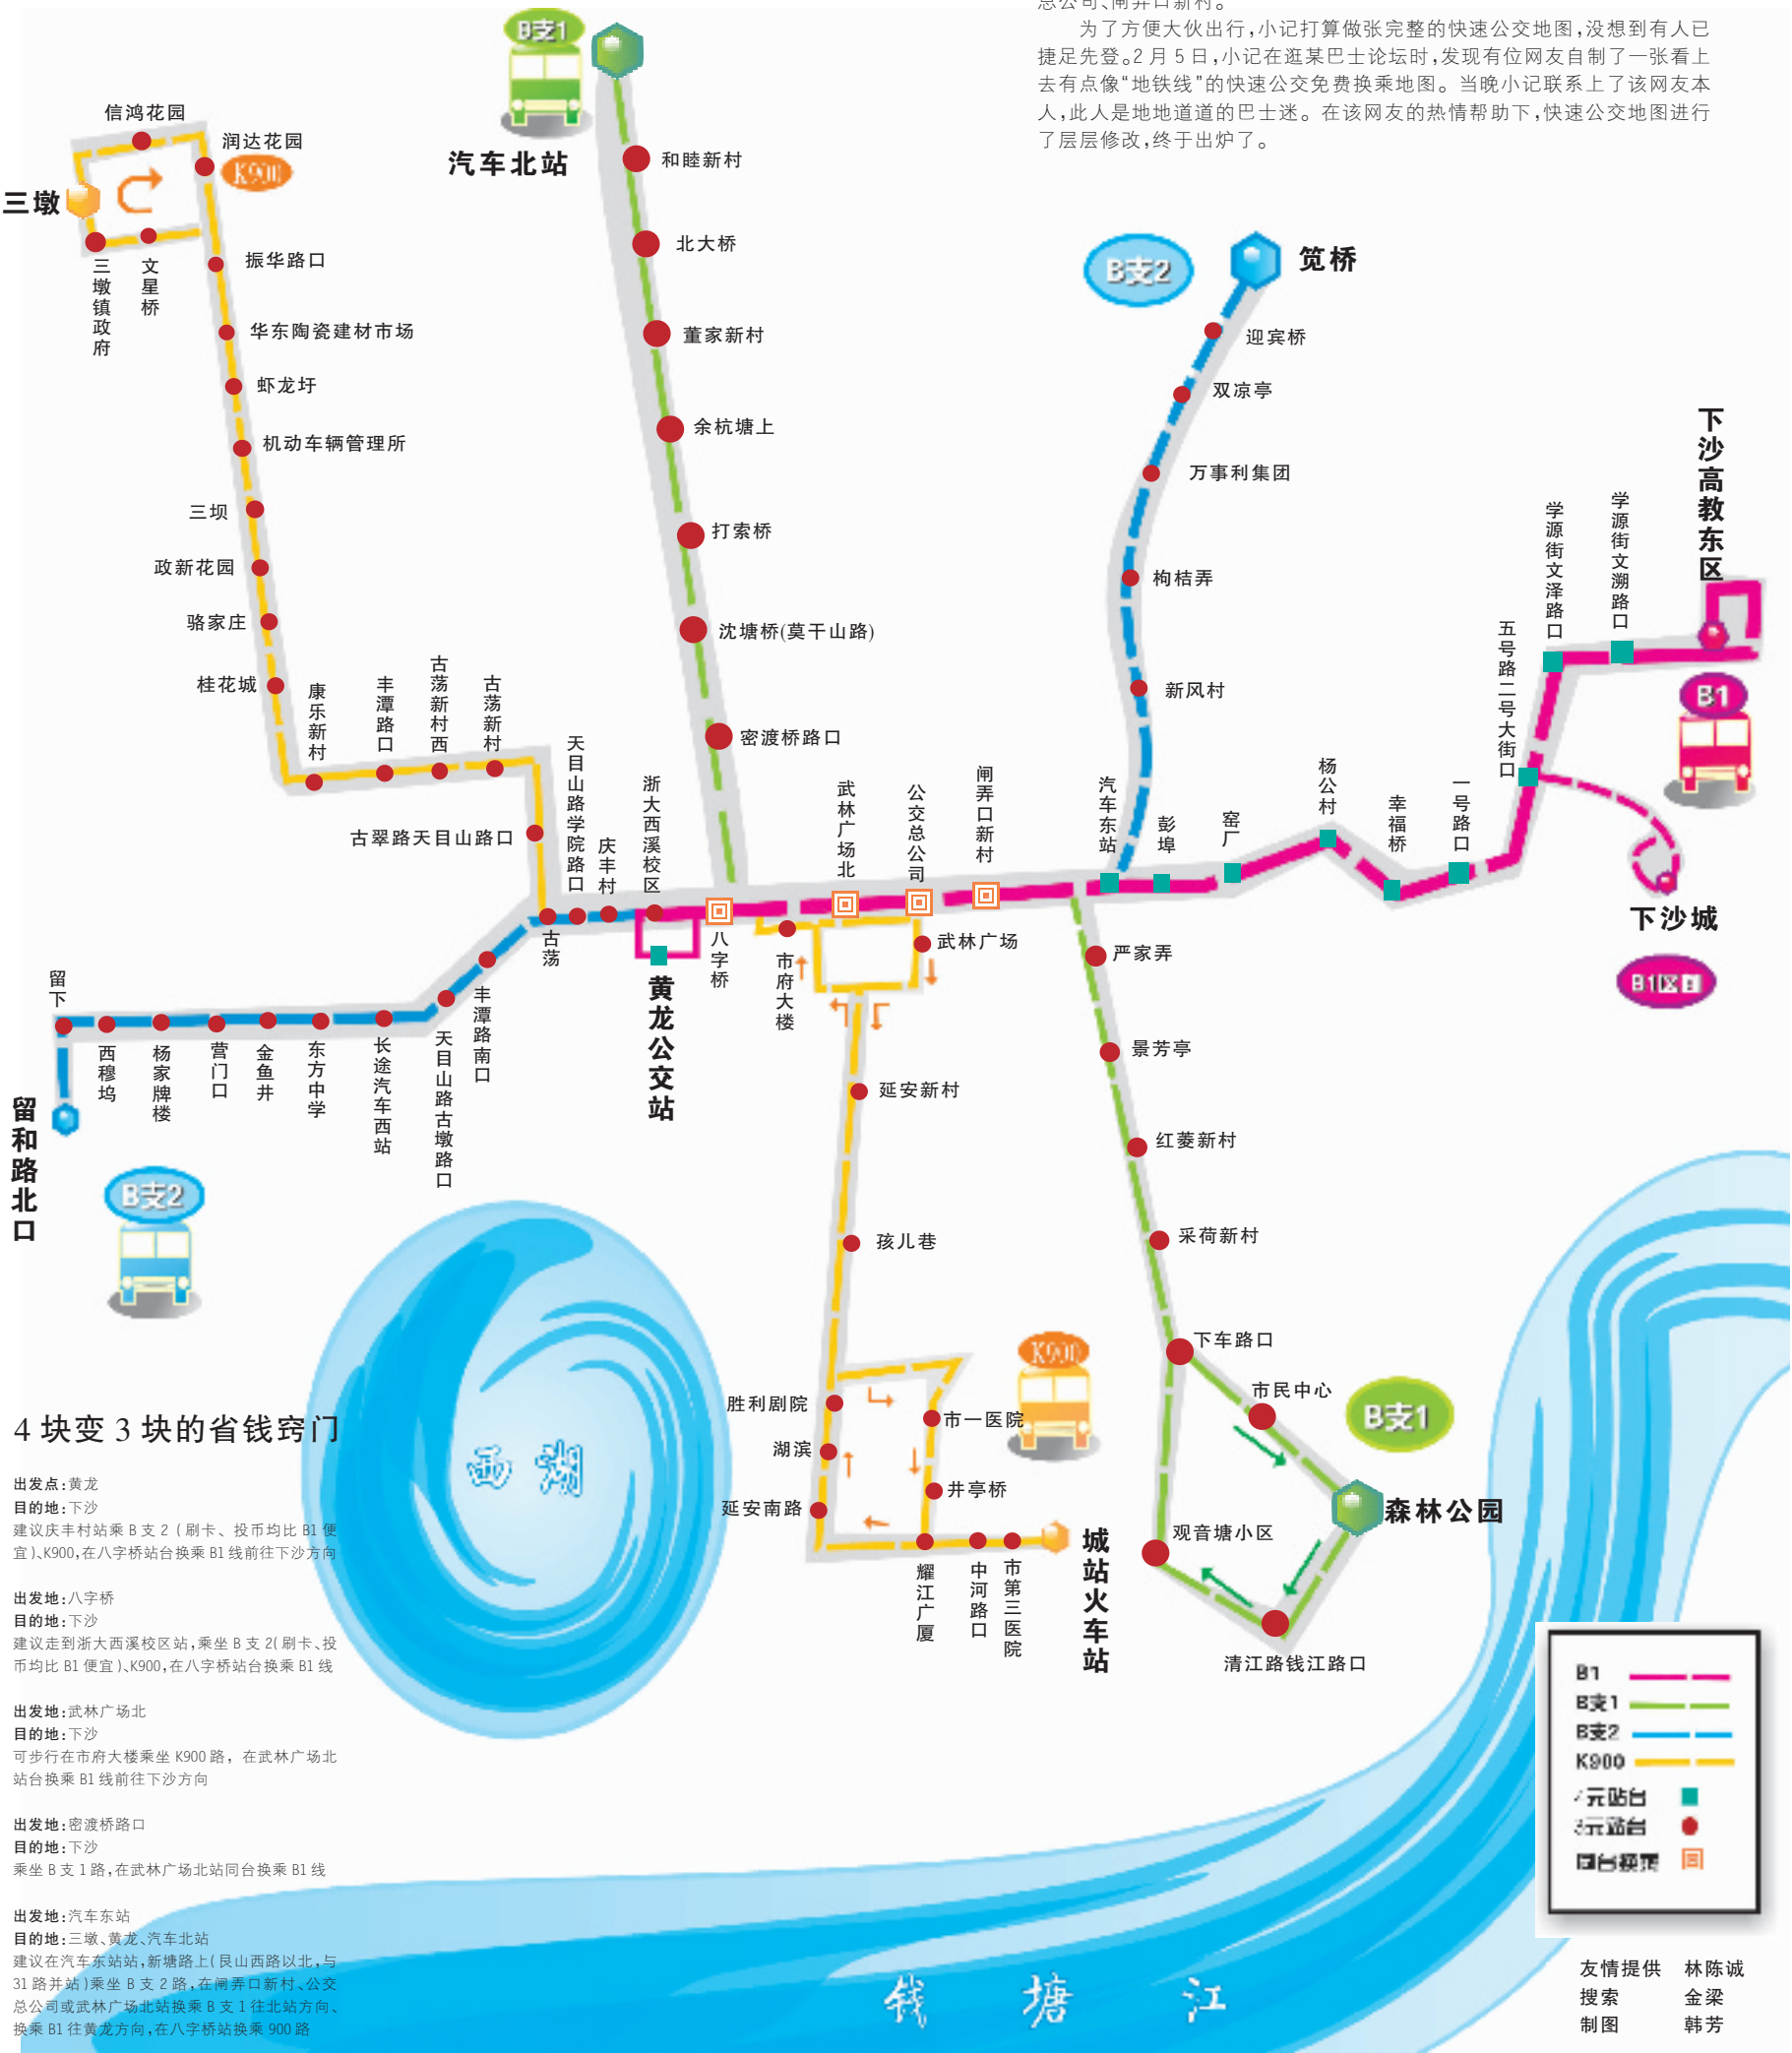 总公司、闸弄口新村。
为了方便大伙出行,小记打算做张完整的快速公交地图,没想到有人已
捷足先登。2月5日,小记在逛某巴士论坛时,发现有位网友自制了一张看上
去有点像“地铁线”的快速公交免费换乘地图。当晚小记联系上了该网友本
人,此人是地地道道的巴士迷。在该网友的热情帮助下,快速公交地图进行
了层层修改,终于出炉了。
B支1
汽车北站
信鸿花园
润达花园
K900
三墩
三墩镇政府
文星桥
振华路口
华东陶瓷建材市场
虾龙圩
机动车辆管理所
三坝
政新花园
骆家庄
桂花城
康乐新村
丰潭路口
古荡新村西
古荡新村
古翠路天目山路口
天目山路学院路口
庆丰村
浙大西溪校区
和睦新村
北大桥
董家新村
余杭塘上
打索桥
沈塘桥(莫干山路)
密渡桥路口
武林广场北
公交总公司
闸弄口新村
B支2
笕桥
迎宾桥
双凉亭
万事利集团
枸桔弄
新风村
汽车东站
彭埠
窑厂
杨公村
幸福桥
一号路口
五号路二号大街口
学源街文泽路口
学源街文溯路口
下沙高教东区
B1
下沙城
B1区间
古荡
黄龙公交站
八字桥
市府大楼
武林广场
留下
西穆坞
杨家牌楼
营门口
金鱼井
东方中学
长途汽车西站
天目山路古墩路口
丰潭路南口
留和路北口
B支2
延安新村
孩儿巷
胜利剧院
湖滨
延安南路
市一医院
井亭桥
K900
耀江广厦
中河路口
市第三医院
城站火车站
严家弄
景芳亭
红菱新村
采荷新村
下车路口
市民中心
B支1
森林公园
观音塘小区
清江路钱江路口
西湖
4块变3块的省钱窍门
出发点:黄龙
目的地:下沙
建议庆丰村站乘B支2(刷卡、投币均比B1便
宜)、K900,在八字桥站台换乘B1线前往下沙方向
出发地:八字桥
目的地:下沙
建议走到浙大西溪校区站,乘坐B支2(刷卡、投
币均比B1便宜)、K900,在八字桥站台换乘B1线
出发地:武林广场北
目的地:下沙
可步行在市府大楼乘坐K900路,在武林广场北
站台换乘B1线前往下沙方向
出发地:密渡桥路口
目的地:下沙
乘坐B支1路,在武林广场北站同台换乘B1线
出发地:汽车东站
目的地:三墩、黄龙、汽车北站
建议在汽车东站站,新塘路上(艮山西路以北,与
31路并站)乘坐B支2路,在闸弄口新村、公交
总公司或武林广场北站换乘B支1往北站方向、
换乘B1往黄龙方向,在八字桥站换乘900路
钱塘江
B1
B支1
B支2
K900
4元站台
3元站台
同台换乘
友情提供 林陈诚
搜索 金梁
制图 韩芳